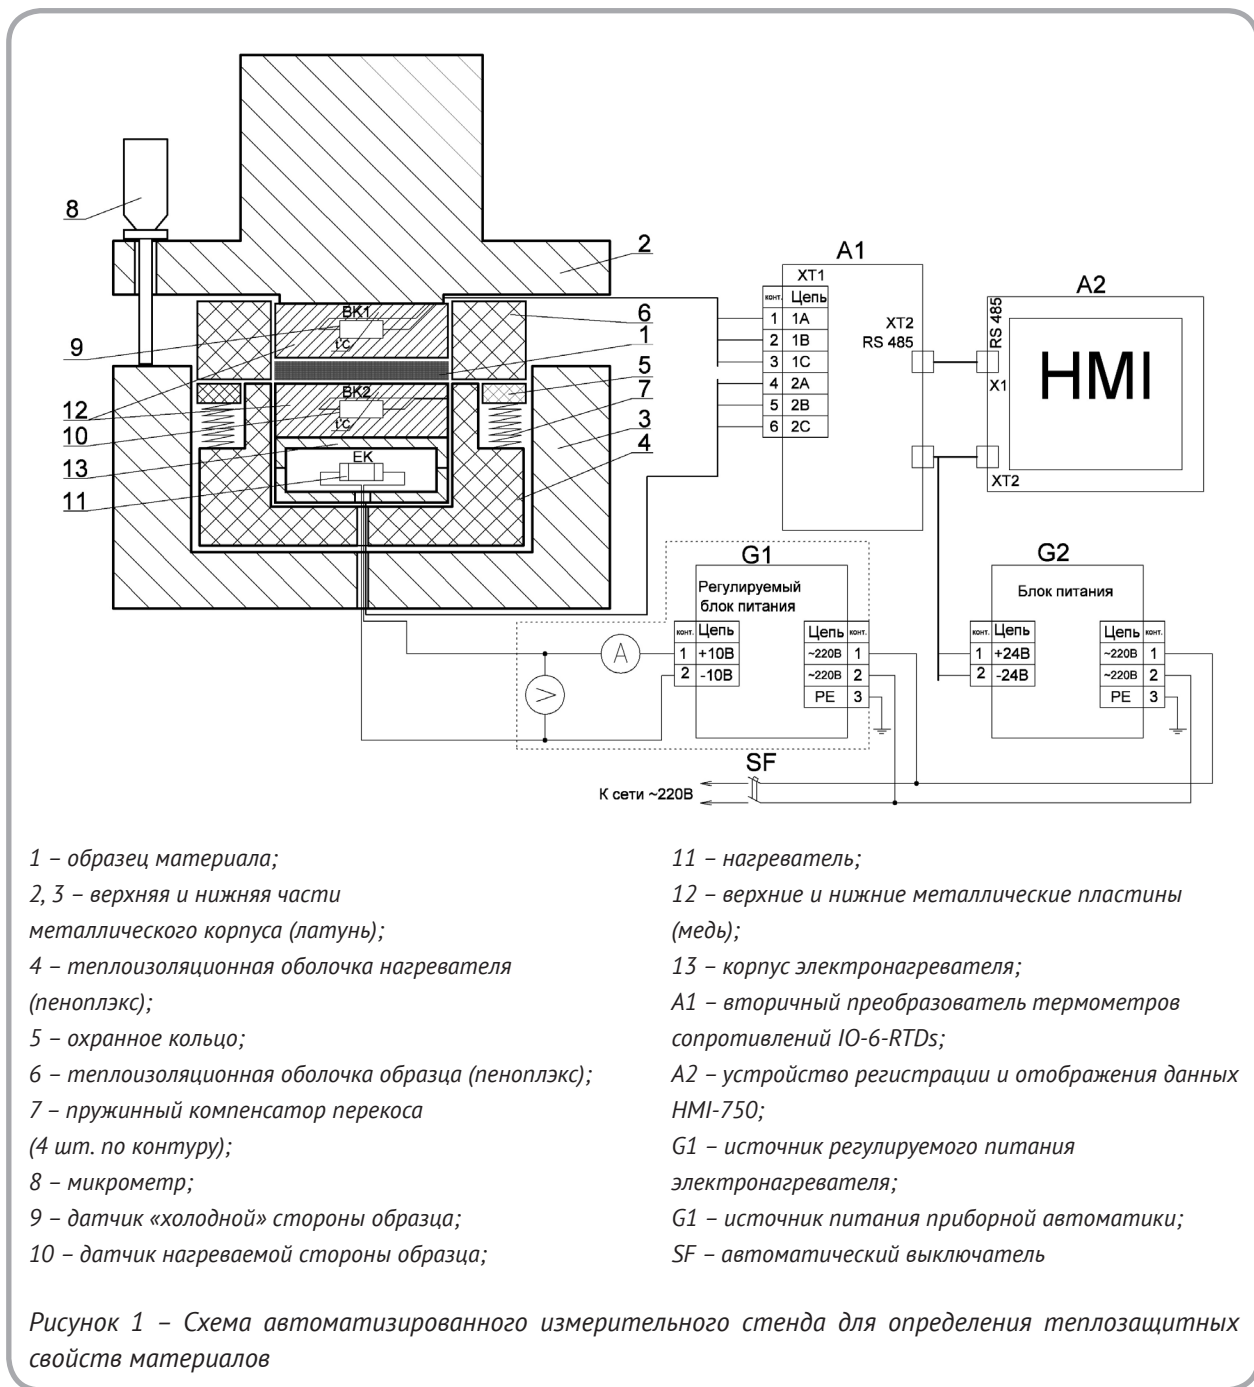 8
2
A1
XT1
A2
конт.
Цепь
1
1A
2
1B
3
1C
4
2A
5
2B
6
2C
XT2
RS 485
RS 485
X1
HMI
XT2
BK1
t°C
9
6
1
5
7
3
4
BK2
t°C
12
10
13
11
EK
G1
Регулируемый
блок питания
конт.
Цепь
1
+10В
2
-10В
Цепь
конт.
~220В
1
~220В
2
PE
3
A
V
G2
Блок питания
конт.
Цепь
1
+24В
2
-24В
Цепь
конт.
~220В
1
~220В
2
PE
3
SF
К сети ~220В
1 – образец материала;
2, 3 – верхняя и нижняя части
металлического корпуса (латунь);
4 – теплоизоляционная оболочка нагревателя
(пеноплэкс);
5 – охранное кольцо;
6 – теплоизоляционная оболочка образца (пеноплэкс);
7 – пружинный компенсатор перекоса
(4 шт. по контуру);
8 – микрометр;
9 – датчик «холодной» стороны образца;
10 – датчик нагреваемой стороны образца;
11 – нагреватель;
12 – верхние и нижние металлические пластины
(медь);
13 – корпус электронагревателя;
А1 – вторичный преобразователь термометров
сопротивлений IO-6-RTDs;
А2 – устройство регистрации и отображения данных
HMI-750;
G1 – источник регулируемого питания
электронагревателя;
G1 – источник питания приборной автоматики;
SF – автоматический выключатель
Рисунок 1 – Схема автоматизированного измерительного стенда для определения теплозащитных
свойств материалов